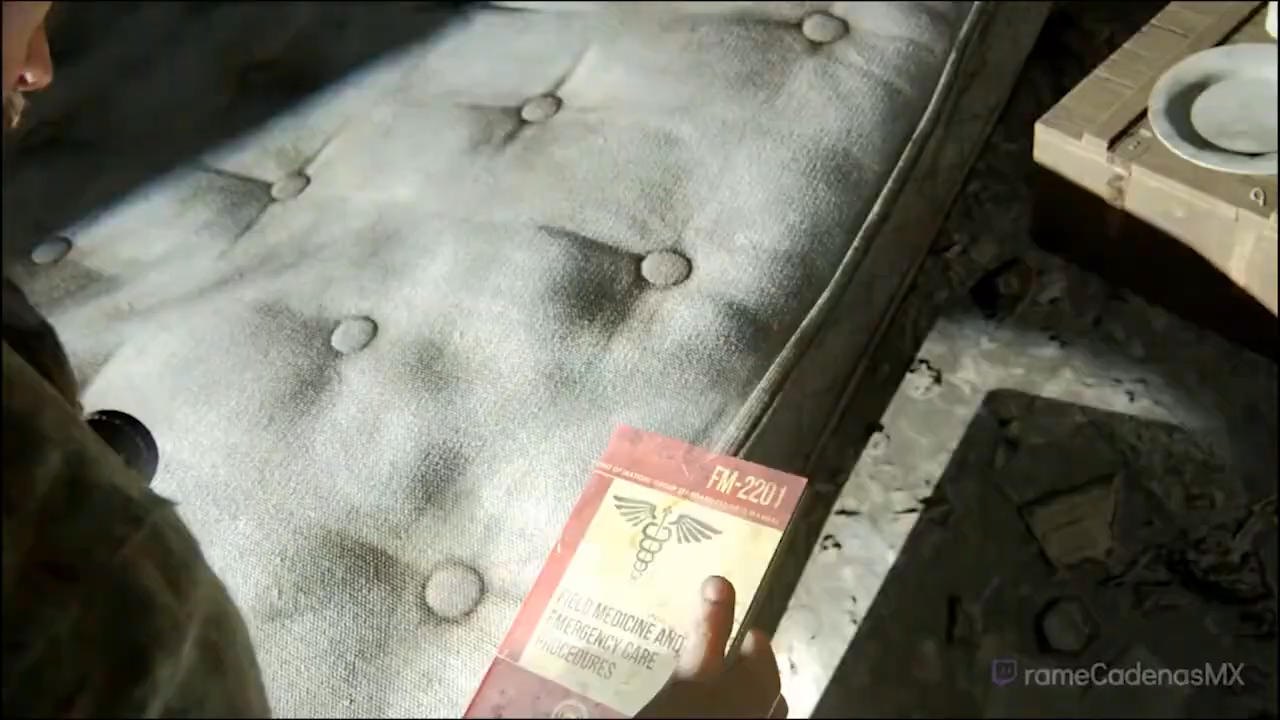 FM-2201
FIELD MEDICINE AND
EMERGENCY CARE
PROCEDURES
rameCadenasMX